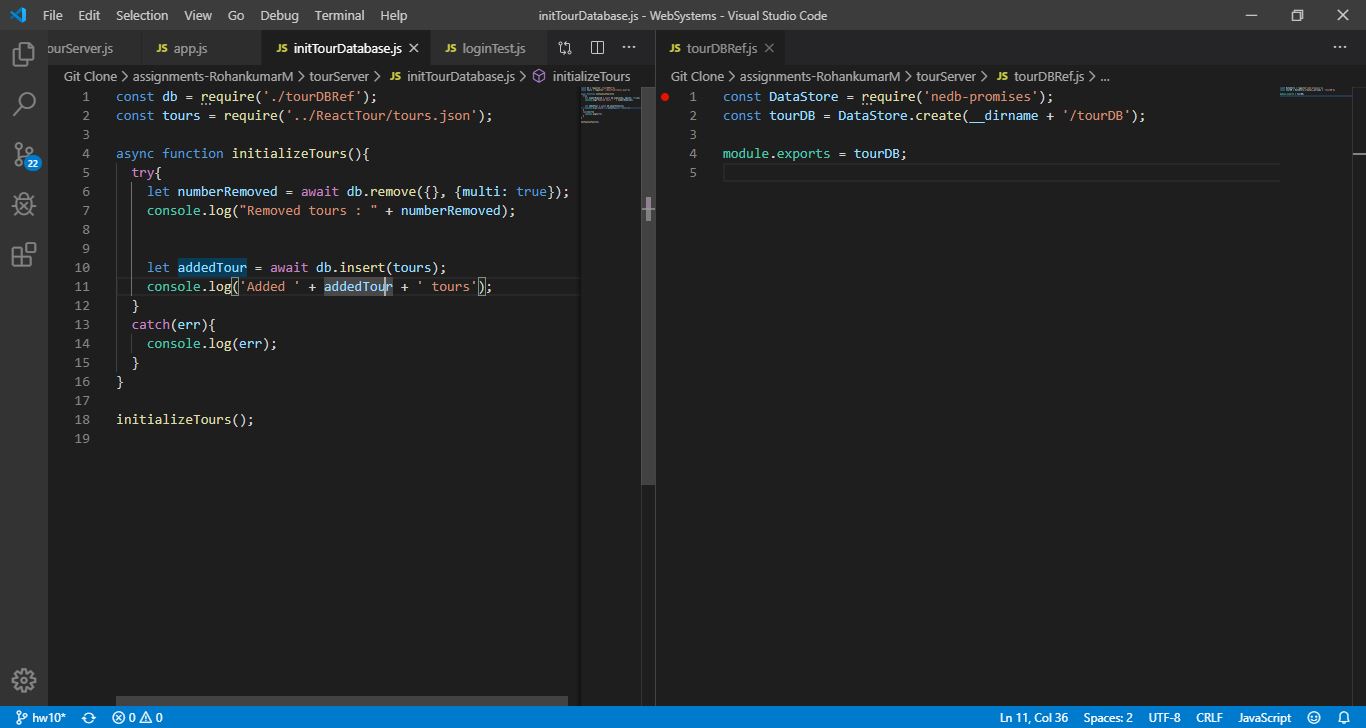 File Edit Selection View Go Debug Terminal Help initTourDatabase.js - WebSystems - Visual Studio Code
ourServer.js JS app.js JS initTourDatabase.js JS loginTest.js
Git Clone > assignments-RohankumarM > tourServer > JS initTourDatabase.js > initializeTours
1 const db = require('./tourDBRef');
2 const tours = require('../ReactTour/tours.json');
3
4 async function initializeTours(){
5 try{
6 let numberRemoved = await db.remove({}, {multi: true});
7 console.log("Removed tours : " + numberRemoved);
8
9
10 let addedTour = await db.insert(tours);
11 console.log('Added ' + addedTour + ' tours');
12 }
13 catch(err){
14 console.log(err);
15 }
16 }
17
18 initializeTours();
19
JS tourDBRef.js
Git Clone > assignments-RohankumarM > tourServer > JS tourDBRef.js > ...
1 const DataStore = require('nedb-promises');
2 const tourDB = DataStore.create(__dirname + '/tourDB');
3
4 module.exports = tourDB;
5
22
hw10* 0 0 Ln 11, Col 36 Spaces: 2 UTF-8 CRLF JavaScript